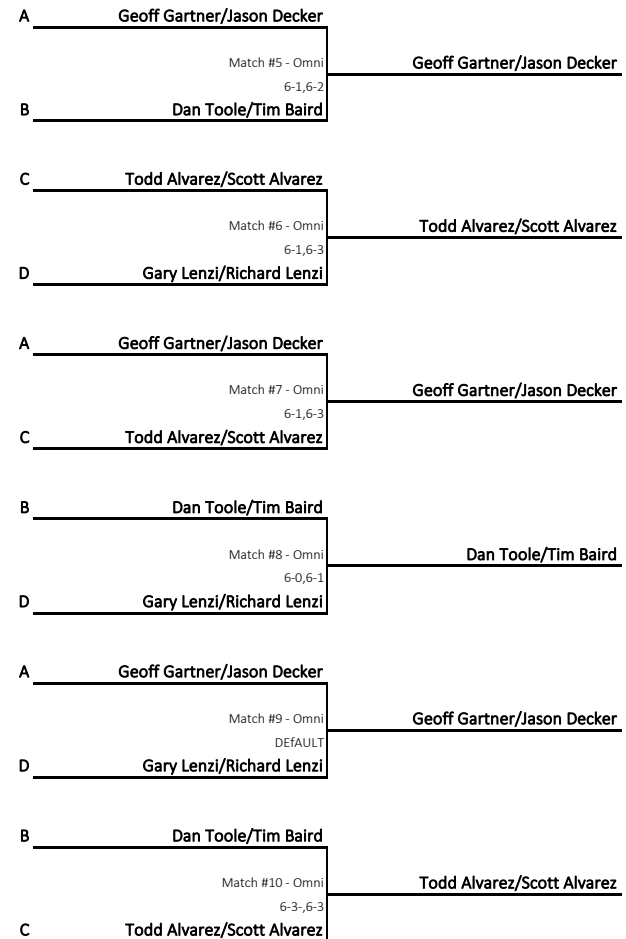 A Geoff Gartner/Jason Decker
Match #5 - Omni
Geoff Gartner/Jason Decker
6-1,6-2
B Dan Toole/Tim Baird
C Todd Alvarez/Scott Alvarez
Match #6 - Omni
Todd Alvarez/Scott Alvarez
6-1,6-3
D Gary Lenzi/Richard Lenzi
A Geoff Gartner/Jason Decker
Match #7 - Omni
Geoff Gartner/Jason Decker
6-1,6-3
C Todd Alvarez/Scott Alvarez
B Dan Toole/Tim Baird
Match #8 - Omni
Dan Toole/Tim Baird
6-0,6-1
D Gary Lenzi/Richard Lenzi
A Geoff Gartner/Jason Decker
Match #9 - Omni
Geoff Gartner/Jason Decker
DEfAULT
D Gary Lenzi/Richard Lenzi
B Dan Toole/Tim Baird
Match #10 - Omni
Todd Alvarez/Scott Alvarez
6-3-,6-3
C Todd Alvarez/Scott Alvarez